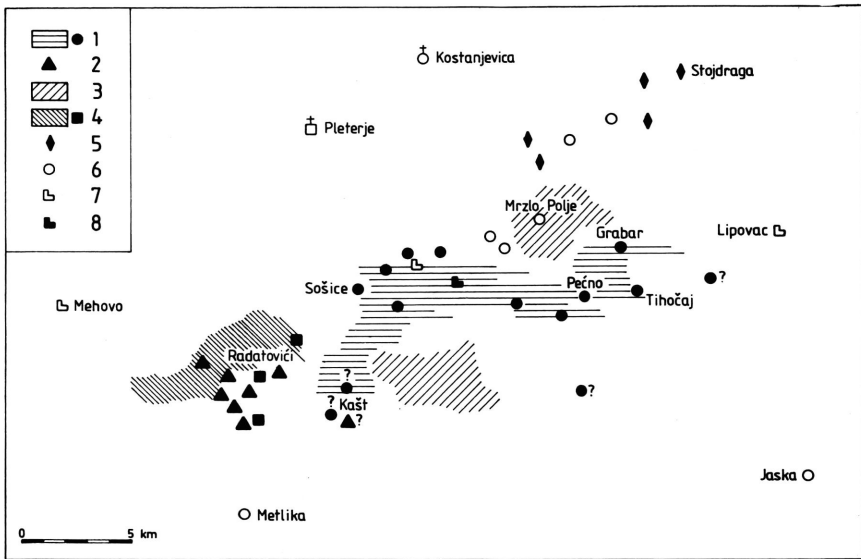 1
2
3
4
5
6
7
8
Kostanjevica
Stojdraga
Pleterje
Mrzlo Polje
Grabar
Lipovac
?
Sošice
Pećno
Tihočaj
Mehovo
Radatovići
?
?
?
Kašt
?
Jaska
Metlika
0 5
km